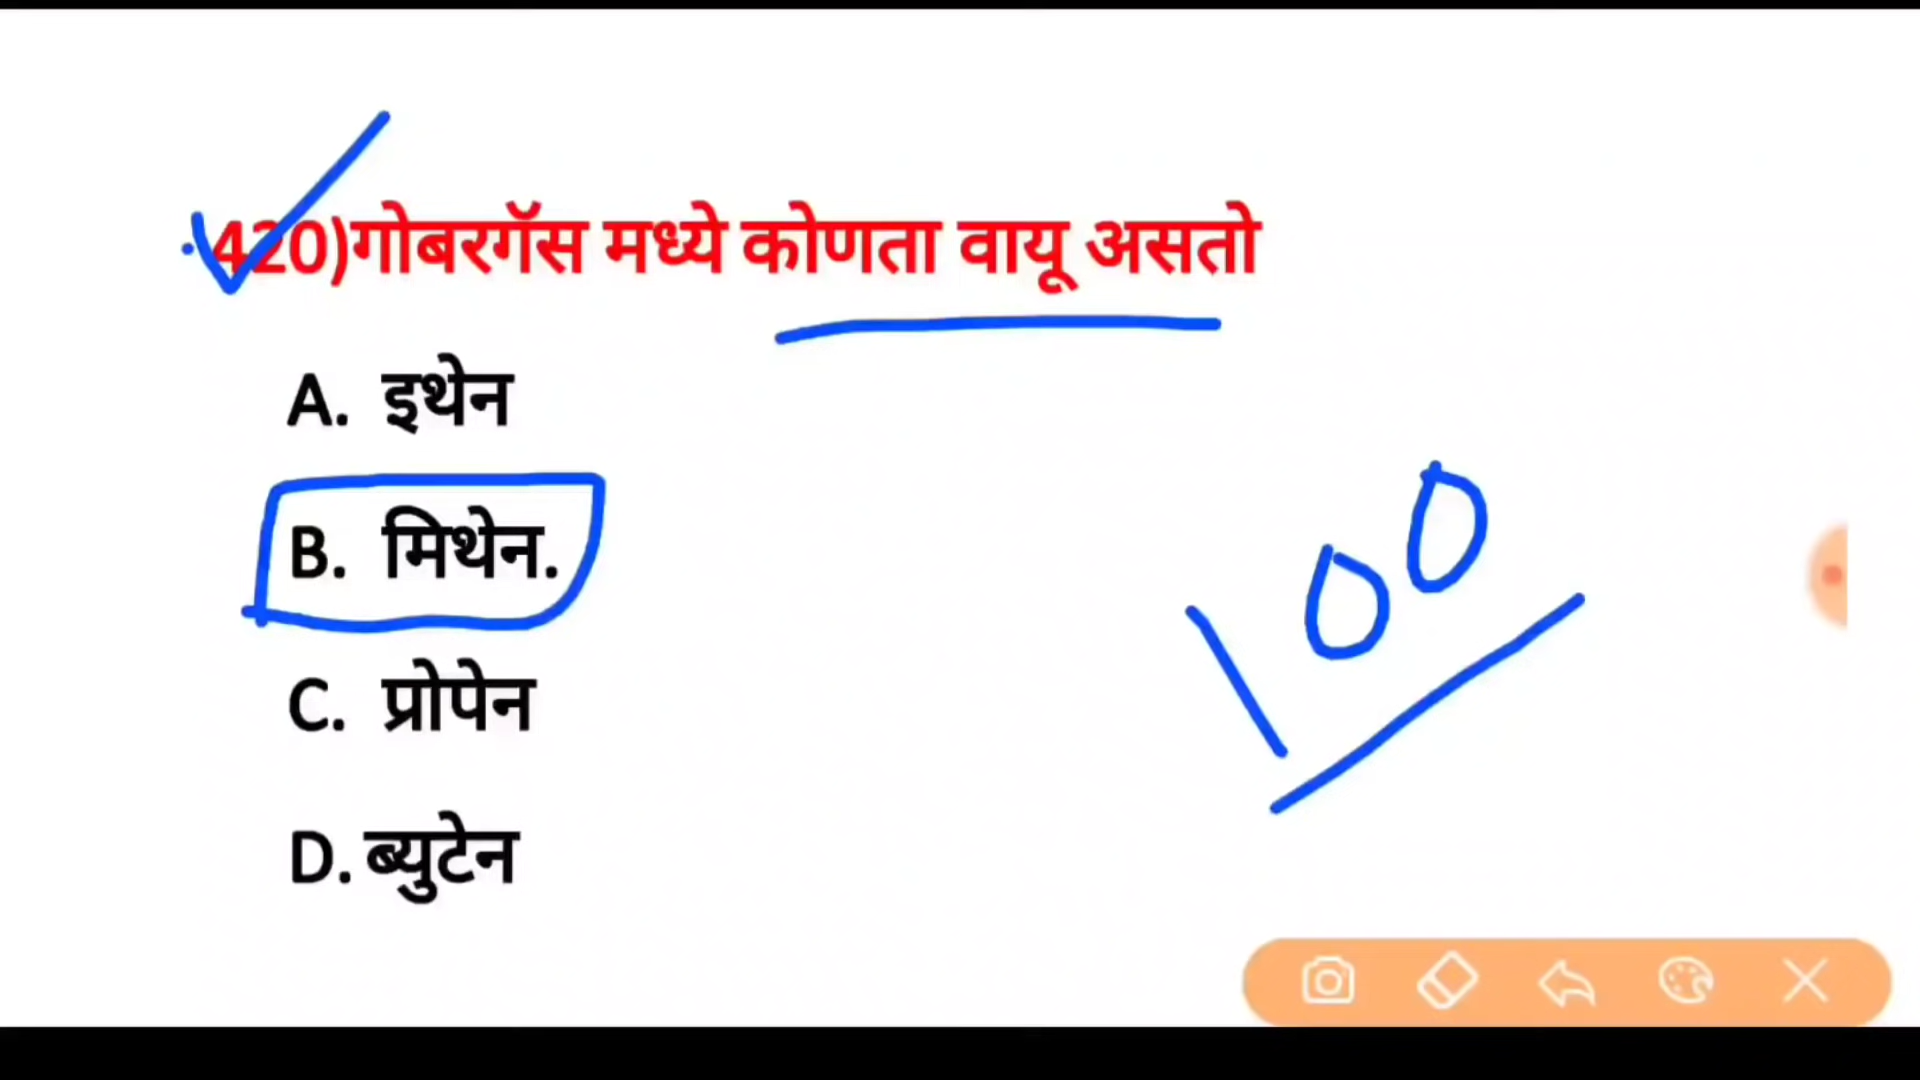 .420)गोबरगॅस मध्ये कोणता वायू असतो
A. इथेन
B. मिथेन.
100
C. प्रोपेन
D. ब्युटेन